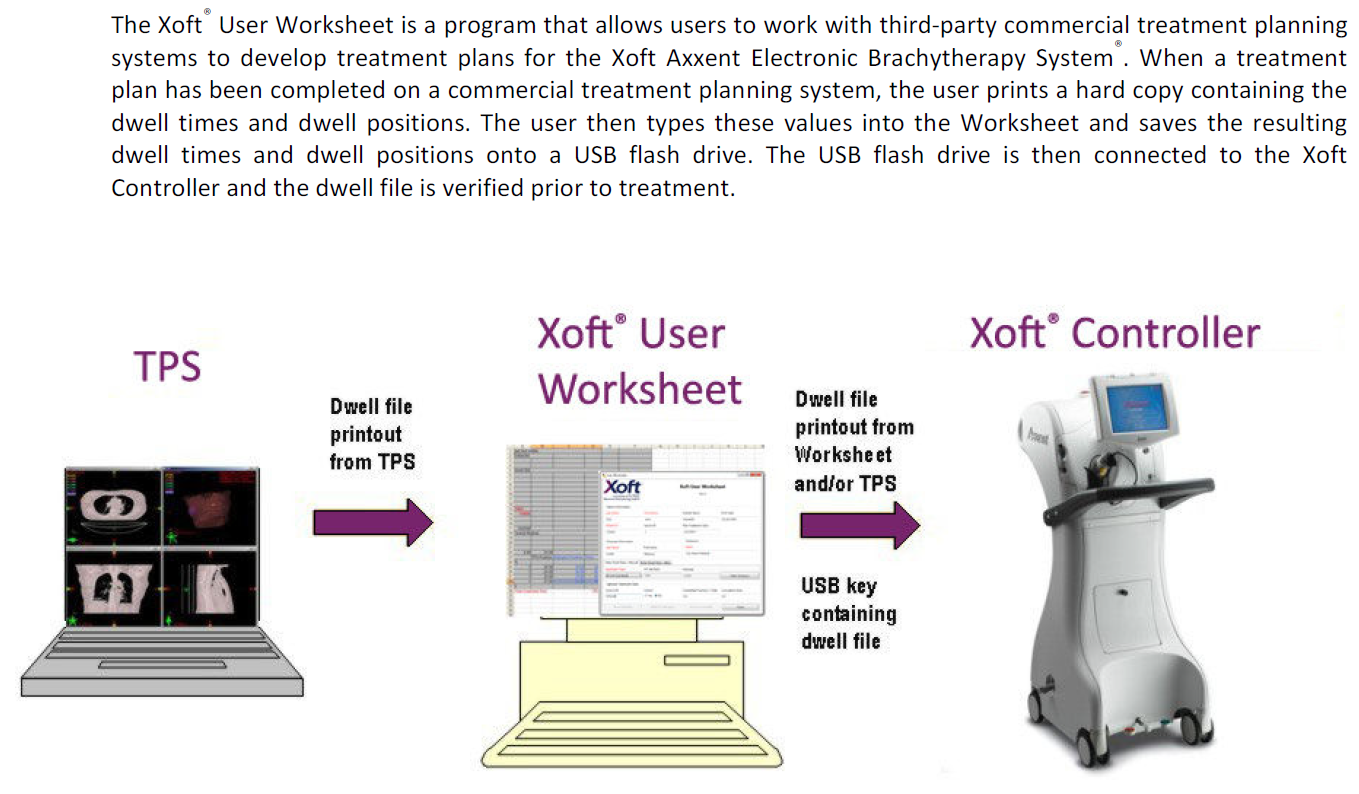 The Xoft® User Worksheet is a program that allows users to work with third-party commercial treatment planning
systems to develop treatment plans for the Xoft Axxent Electronic Brachytherapy System®. When a treatment
plan has been completed on a commercial treatment planning system, the user prints a hard copy containing the
dwell times and dwell positions. The user then types these values into the Worksheet and saves the resulting
dwell times and dwell positions onto a USB flash drive. The USB flash drive is then connected to the Xoft
Controller and the dwell file is verified prior to treatment.
TPS
Dwell file
printout
from TPS
Xoft® User
Worksheet
Xoft
Xoft User Worksheet
Dwell file
printout from
Worksheet
and/or TPS
USB key
containing
dwell file
Xoft® Controller
Axxent